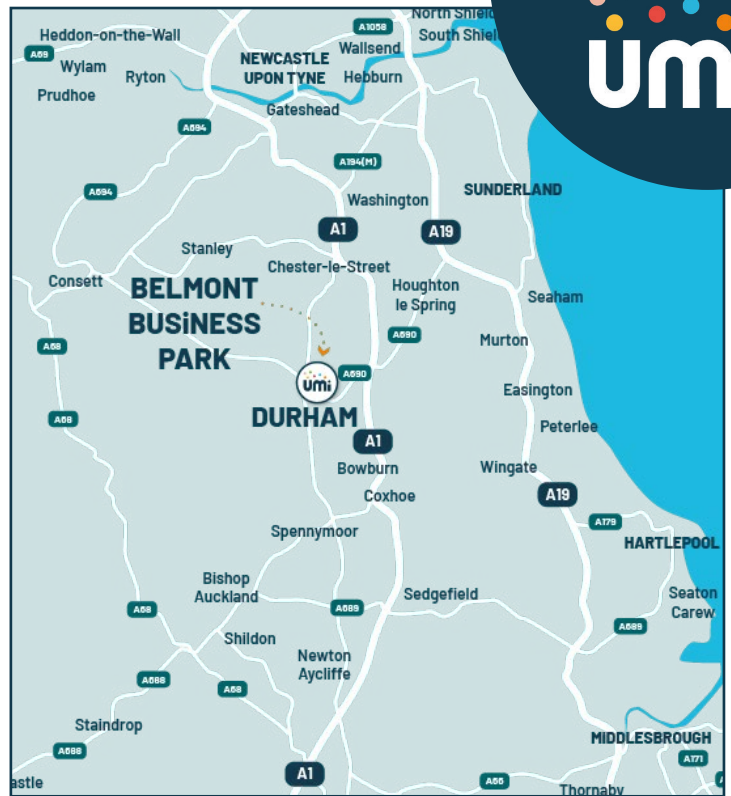 North Shield
A1058
Heddon-on-the-Wall
South Shiel
Wallsend
A69
NEWCASTLE
UPON TYNE
Wylam
Ryton
Hebburn
um
Prudhoe
Gateshead
A694
A194(M)
A694
SUNDERLAND
Washington
A1
A19
Stanley
Chester-le-Street
Consett
BELMONT
BUSiNESS
PARK
Houghton
le Spring
Seaham
A690
Murton
A68
A690
umi
Easington
DURHAM
A68
Peterlee
A1
Bowburn
Wingate
Coxhoe
A19
A179
Spennymoor
HARTLEPOOL
Bishop
Auckland
Sedgefield
Seaton
Carew
A68
A689
A689
Shildon
Newton
Aycliffe
A688
A68
Staindrop
MIDDLESBROUGH
A688
A171
astle
A1
A66
Thornaby